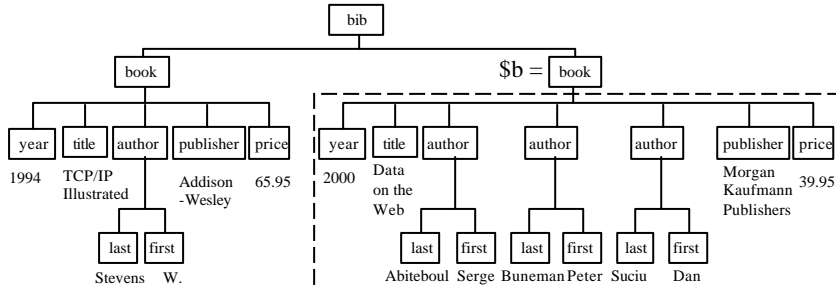 bib
book
$b = book
year title author publisher price
year title author author author publisher price
1994
TCP/IP
Illustrated
Addison
-Wesley
65.95
2000
Data
on the
Web
Morgan
Kaufmann
Publishers
39.95
last first
last first last first last first
Stevens W.
Abiteboul Serge Buneman Peter Suciu Dan